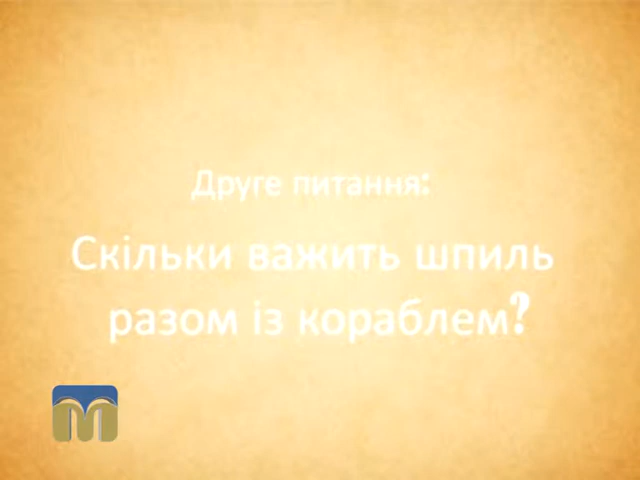 Друге питання:
Скільки важить шпиль
разом із кораблем?
M